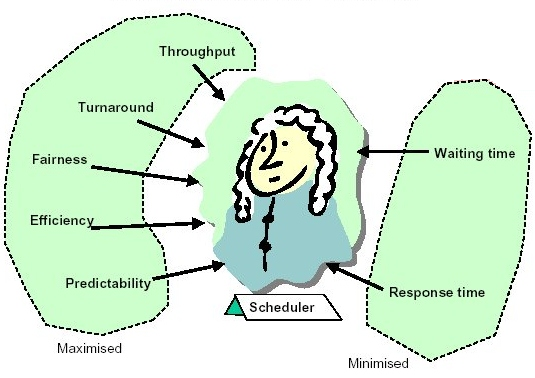 Throughput
Turnaround
Fairness
Efficiency
Predictability
Maximised
Waiting time
Response time
Minimised
Scheduler